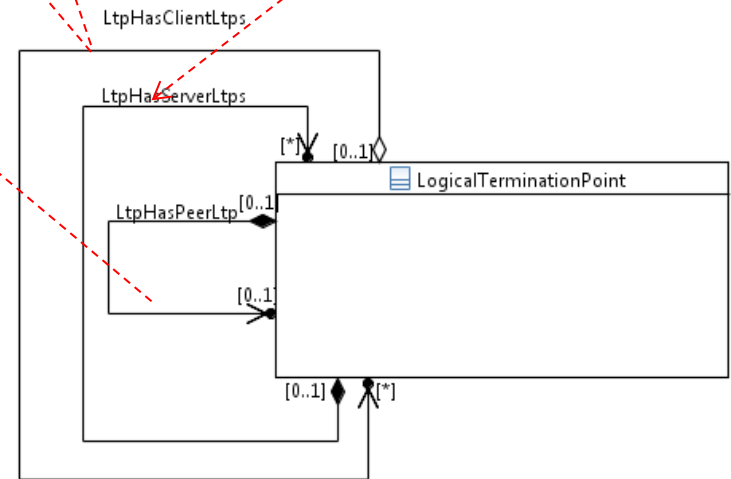 LtpHasClientLtps
LtpHasServerLtps
[*]
[0..1]
LogicalTerminationPoint
LtpHasPeerLtp
[0..1]
[0..1]
[0..1]
[*]